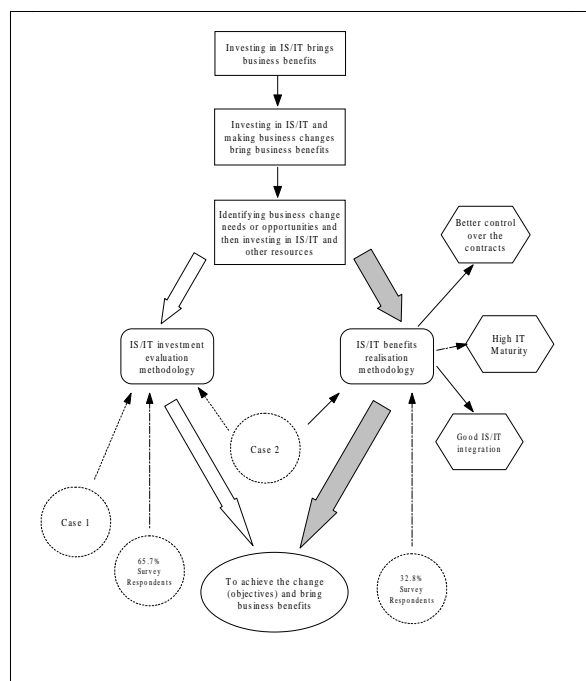 Investing in IS/IT brings
business benefits
Investing in IS/IT and
making business changes
bring business benefits
Identifying business change
needs or opportunities and
then investing in IS/IT and
other resources
Better control
over the
contracts
IS/IT investment
evaluation
methodology
IS/IT benefits
realisation
methodology
High IT
Maturity
Good IS/IT
integration
Case 2
Case 1
65.7%
Survey
Respondents
To achieve the change
(objectives) and bring
business benefits
32.8%
Survey
Respondents